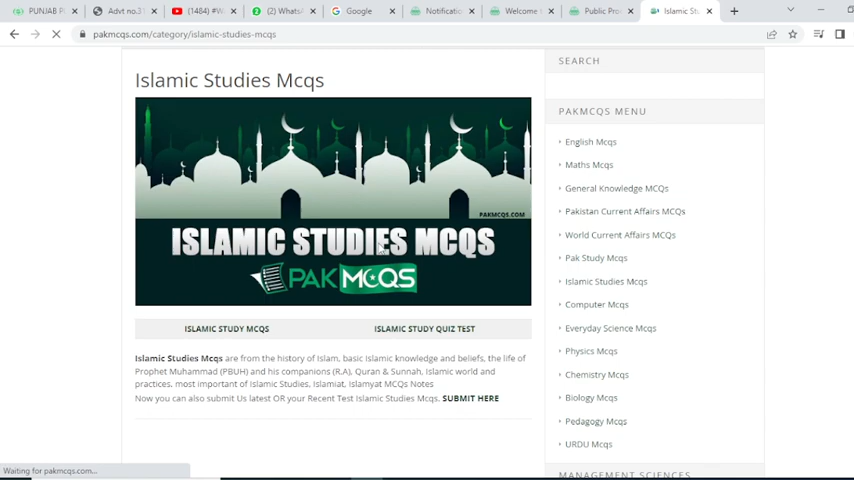 PUNJAB P
Advt no.31
(1484) #W
(2) Whats
Google
Notificatio
Welcome
Public Pro
Islamic Stu
pakmcqs.com/category/islamic-studies-mcqs
Islamic Studies Mcqs
PAKMCQS.COM
ISLAMIC STUDIES MCQS
PAKMCQS
ISLAMIC STUDY MCQS
ISLAMIC STUDY QUIZ TEST
Islamic Studies Mcqs are from the history of Islam, basic islamic knowledge and beliefs, the life of
Prophet Muhammad (PBUH) and his companions (R.A), Quran & Sunnah, Islamic world and
practices, most important of Islamic Studies, Islamiat, Islamyat MCQs Notes
Now you can also submit Us latest OR your Recent Test Islamic Studies Mcqs. SUBMIT HERE
SEARCH
PAKMCQS MENU
English Mcqs
Maths Mcqs
General Knowledge MCQs
Pakistan Current Affairs MCQs
World Current Affairs MCQs
Pak Study Mcqs
Islamic Studies Mcqs
Computer Mcqs
Everyday Science Mcqs
Physics Mcqs
Chemistry Mcqs
Biology Mcqs
Pedagogy Mcqs
URDU Mcqs
MANAGEMENT SCIENCES
Waiting for pakmcqs.com...